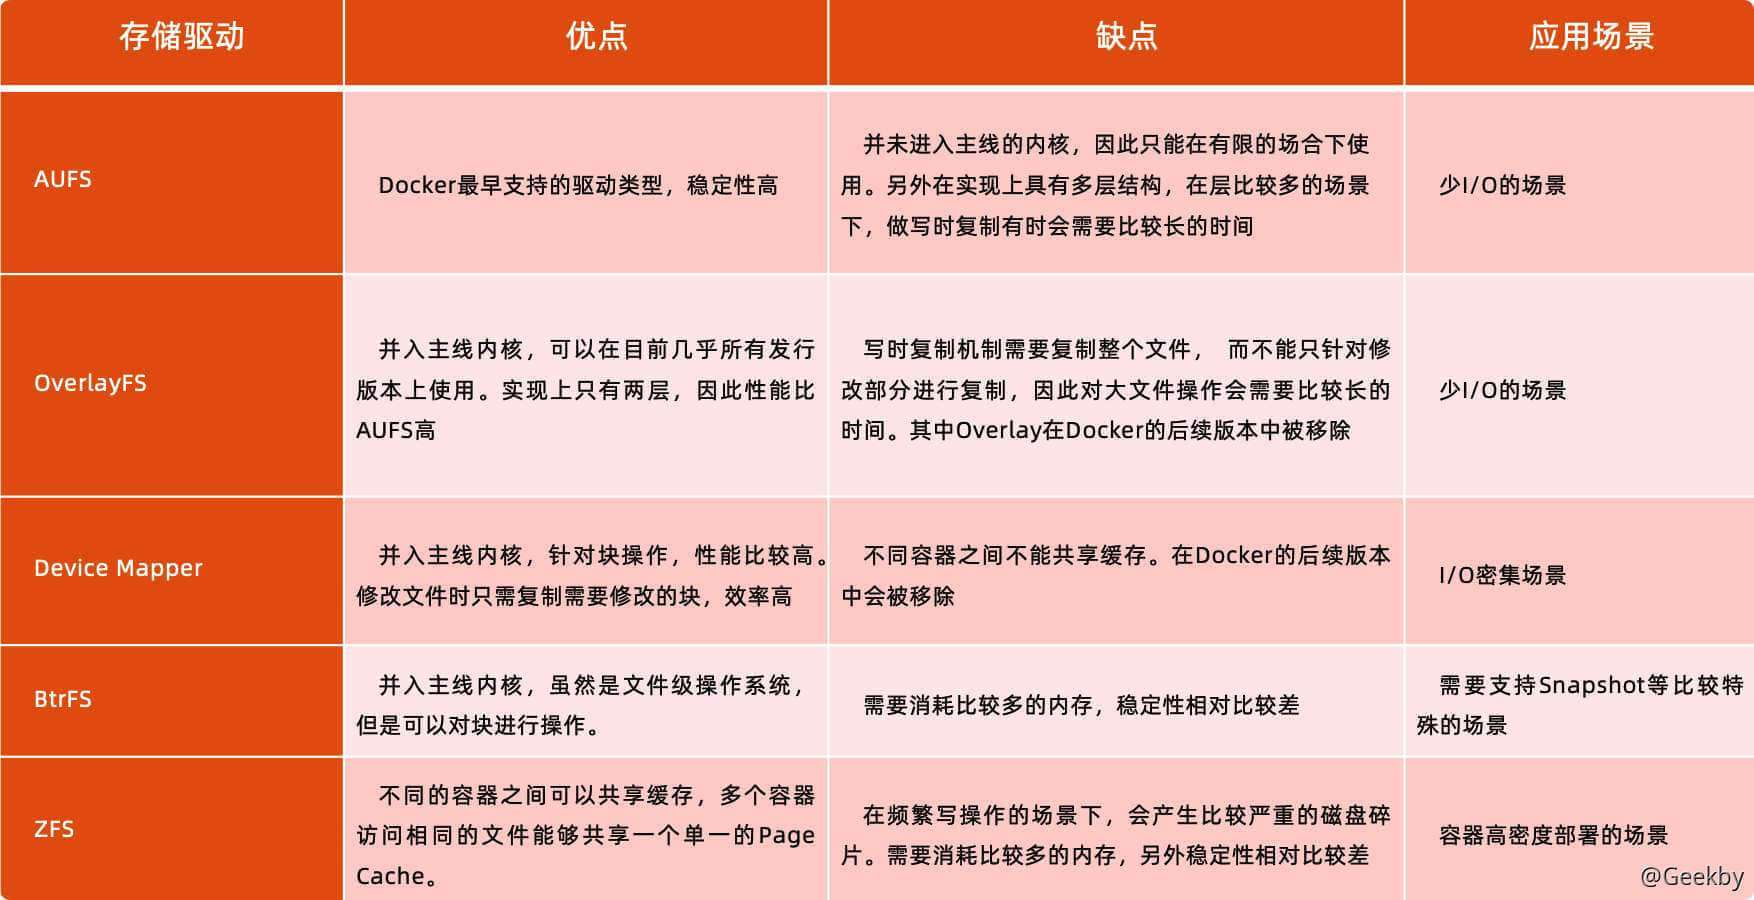 存储驱动
优点
缺点
应用场景
AUFS
Docker最早支持的驱动类型，稳定性高
并未进入主线的内核，因此只能在有限的场合下使
用。另外在实现上具有多层结构，在层比较多的场景
下，做写时复制有时会需要比较长的时间
少I/O的场景
OverlayFS
并入主线内核，可以在目前几乎所有发行
版本上使用。实现上只有两层，因此性能比
AUFS高
写时复制机制需要复制整个文件， 而不能只针对修
改部分进行复制，因此对大文件操作会需要比较长的
时间。其中Overlay在Docker的后续版本中被移除
少I/O的场景
Device Mapper
并入主线内核，针对块操作，性能比较高。
修改文件时只需复制需要修改的块，效率高
不同容器之间不能共享缓存。在Docker的后续版本
中会被移除
I/O密集场景
BtrFS
并入主线内核，虽然是文件级操作系统，
但是可以对块进行操作。
需要消耗比较多的内存，稳定性相对比较差
需要支持Snapshot等比较特
殊的场景
ZFS
不同的容器之间可以共享缓存，多个容器
访问相同的文件能够共享一个单一的Page
Cache。
在频繁写操作的场景下，会产生比较严重的磁盘碎
片。需要消耗比较多的内存，另外稳定性相对比较差
容器高密度部署的场景
@Geekby